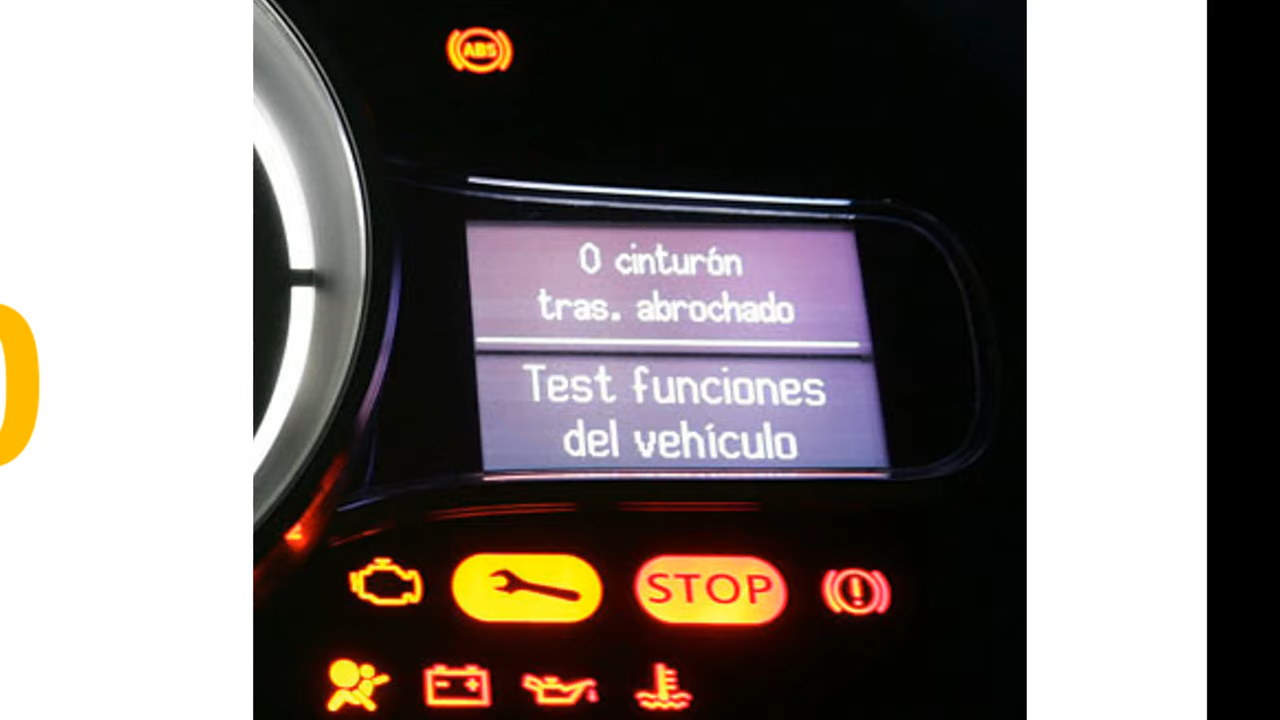 ABS
0 cinturón
tras. abrochado
Test funciones
del vehículo
STOP